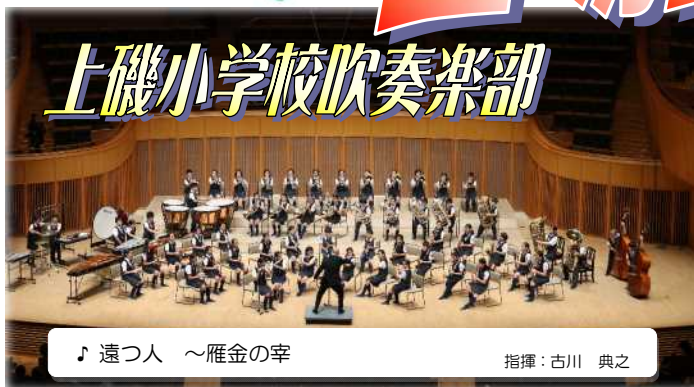 上磯小学校吹奏楽部
♪ 遠つ人　～雁金の宰
指揮：古川　典之